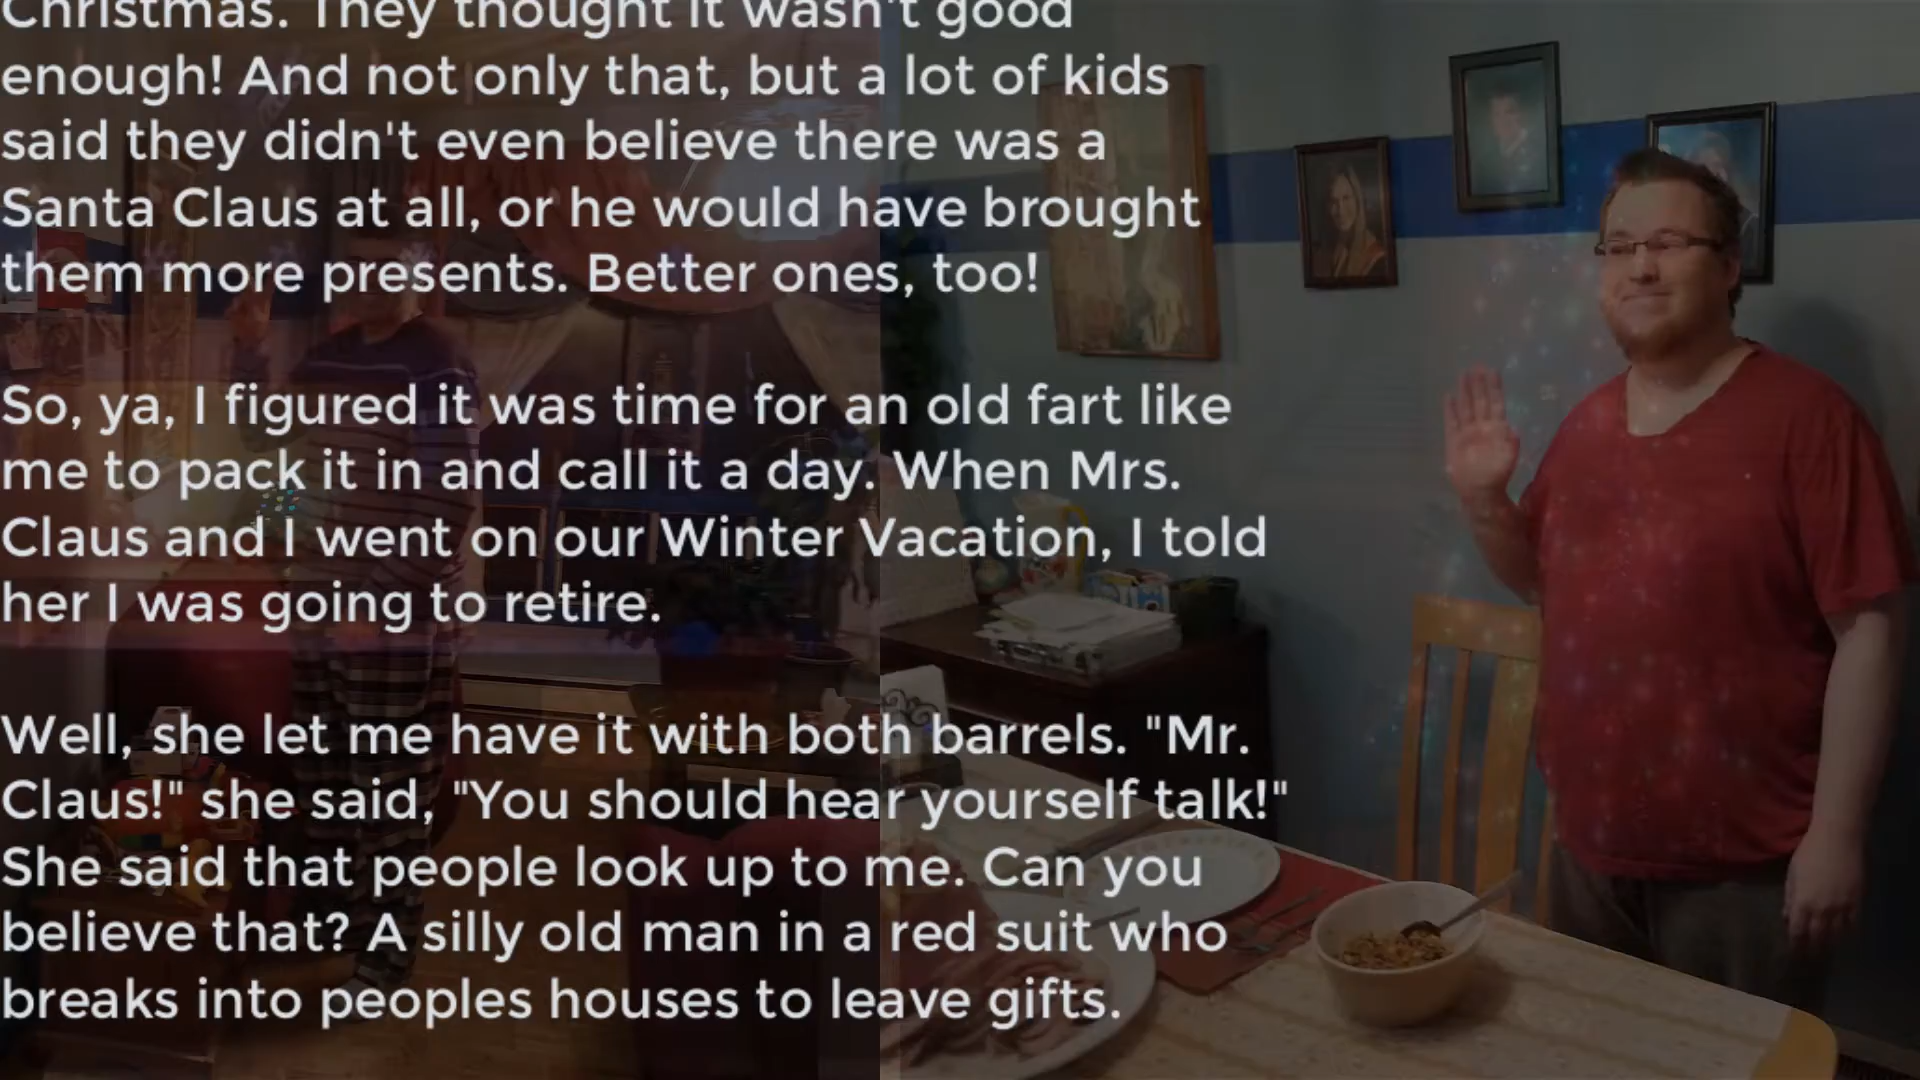 Christmas. They thought it wasn't good
enough! And not only that, but a lot of kids
said they didn't even believe there was a
Santa Claus at all, or he would have brought
them more presents. Better ones, too!
So, ya, I figured it was time for an old fart like
me to pack it in and call it a day. When Mrs.
Claus and I went on our Winter Vacation, I told
her I was going to retire.
Well, she let me have it with both barrels. "Mr.
Claus!" she said, "You should hear yourself talk!"
She said that people look up to me. Can you
believe that? A silly old man in a red suit who
breaks into peoples houses to leave gifts.